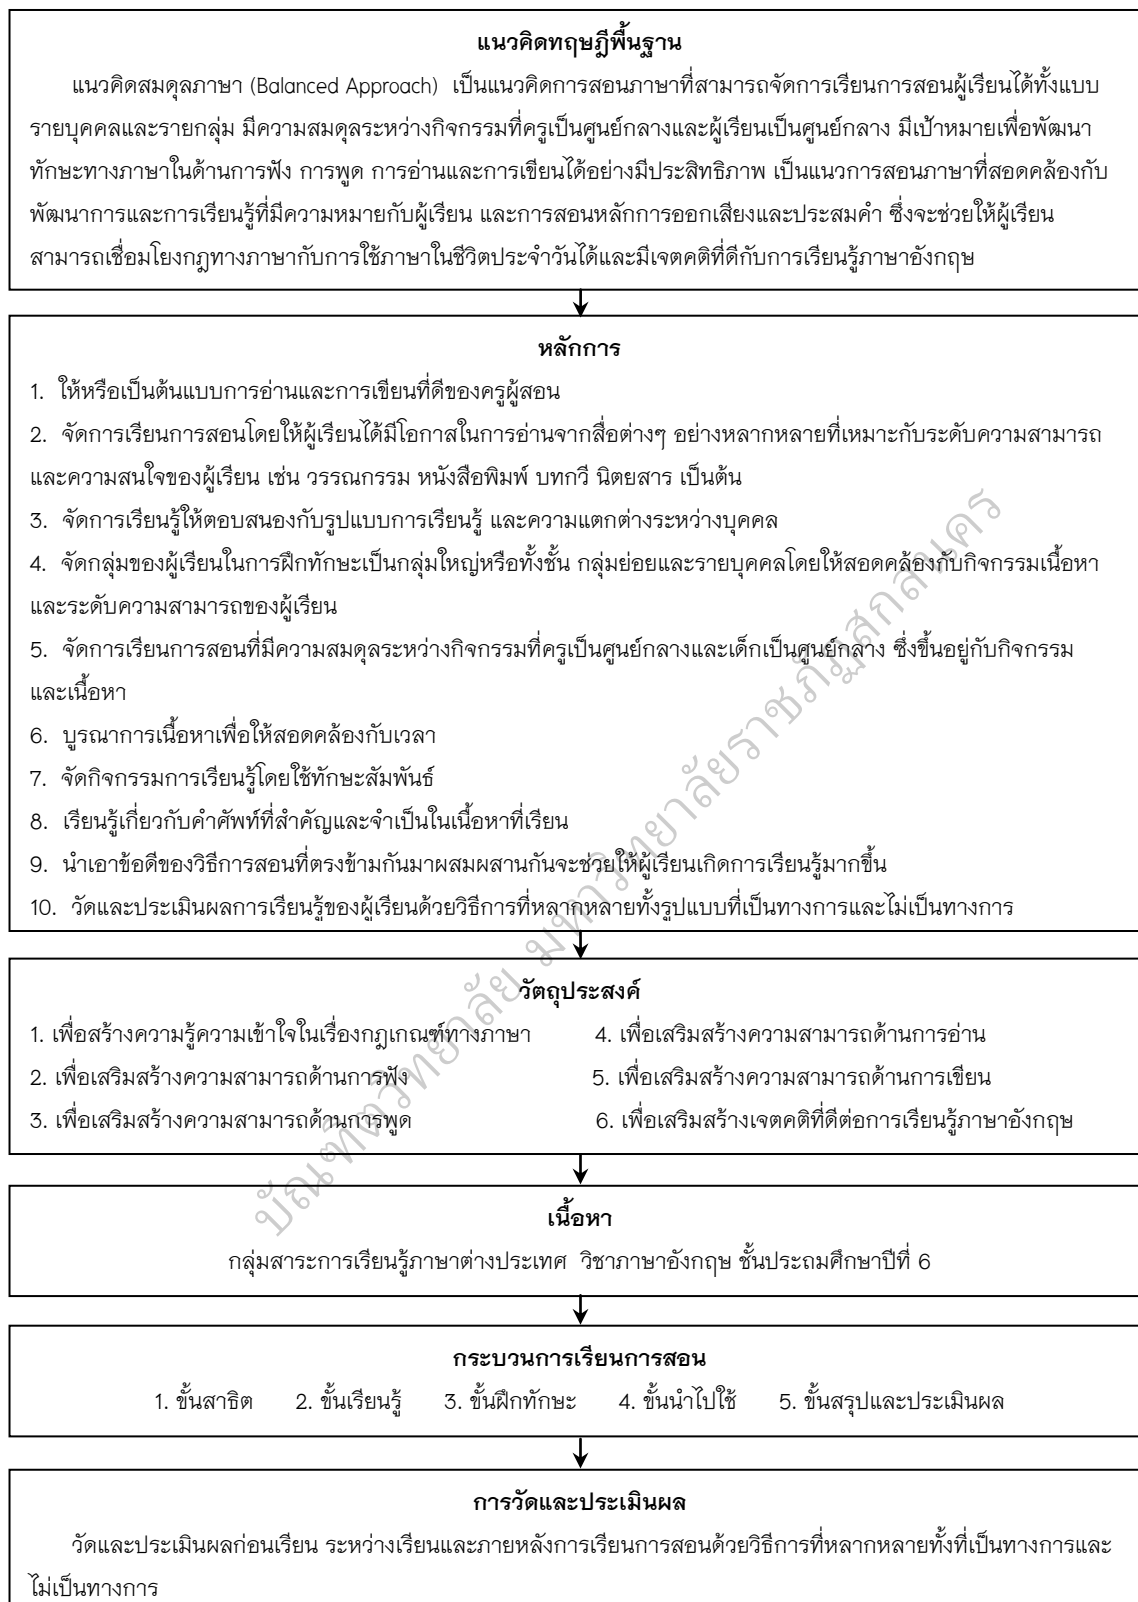 แนวคิดทฤษฎีพื้นฐาน
แนวคิดสมดุลภาษา (Balanced Approach) เป็นแนวคิดการสอนภาษาที่สามารถจัดการเรียนการสอนผู้เรียนได้ทั้งแบบ
รายบุคคลและรายกลุ่ม มีความสมดุลระหว่างกิจกรรมที่ครูเป็นศูนย์กลางและผู้เรียนเป็นศูนย์กลาง มีเป้าหมายเพื่อพัฒนา
ทักษะทางภาษาในด้านการฟัง การพูด การอ่านและการเขียนได้อย่างมีประสิทธิภาพ เป็นแนวการสอนภาษาที่สอดคล้องกับ
พัฒนาการและการเรียนรู้ที่มีความหมายกับผู้เรียน และการสอนหลักการออกเสียงและประสมคำ ซึ่งจะช่วยให้ผู้เรียน
สามารถเชื่อมโยงกฎทางภาษากับการใช้ภาษาในชีวิตประจำวันได้และมีเจตคติที่ดีกับการเรียนรู้ภาษาอังกฤษ
หลักการ
1. ให้หรือเป็นต้นแบบการอ่านและการเขียนที่ดีของครูผู้สอน
2. จัดการเรียนการสอนโดยให้ผู้เรียนได้มีโอกาสในการอ่านจากสื่อต่างๆ อย่างหลากหลายที่เหมาะกับระดับความสามารถ
และความสนใจของผู้เรียน เช่น วรรณกรรม หนังสือพิมพ์ บทกวี นิตยสาร เป็นต้น
3. จัดการเรียนรู้ให้ตอบสนองกับรูปแบบการเรียนรู้ และความแตกต่างระหว่างบุคคล
4. จัดกลุ่มของผู้เรียนในการฝึกทักษะเป็นกลุ่มใหญ่หรือทั้งชั้น กลุ่มย่อยและรายบุคคลโดยให้สอดคล้องกับกิจกรรมเนื้อหา
และระดับความสามารถของผู้เรียน
5. จัดการเรียนการสอนที่มีความสมดุลระหว่างกิจกรรมที่ครูเป็นศูนย์กลางและเด็กเป็นศูนย์กลาง ซึ่งขึ้นอยู่กับกิจกรรม
และเนื้อหา
6. บูรณาการเนื้อหาเพื่อให้สอดคล้องกับเวลา
7. จัดกิจกรรมการเรียนรู้โดยใช้ทักษะสัมพันธ์
8. เรียนรู้เกี่ยวกับคำศัพท์ที่สำคัญและจำเป็นในเนื้อหาที่เรียน
9. นำเอาข้อดีของวิธีการสอนที่ตรงข้ามกันมาผสมผสานกันจะช่วยให้ผู้เรียนเกิดการเรียนรู้มากขึ้น
10. วัดและประเมินผลการเรียนรู้ของผู้เรียนด้วยวิธีการที่หลากหลายทั้งรูปแบบที่เป็นทางการและไม่เป็นทางการ
วัตถุประสงค์
1. เพื่อสร้างความรู้ความเข้าใจในเรื่องกฎเกณฑ์ทางภาษา 4. เพื่อเสริมสร้างความสามารถด้านการอ่าน
2. เพื่อเสริมสร้างความสามารถด้านการฟัง 5. เพื่อเสริมสร้างความสามารถด้านการเขียน
3. เพื่อเสริมสร้างความสามารถด้านการพูด 6. เพื่อเสริมสร้างเจตคติที่ดีต่อการเรียนรู้ภาษาอังกฤษ
เนื้อหา
กลุ่มสาระการเรียนรู้ภาษาต่างประเทศ วิชาภาษาอังกฤษ ชั้นประถมศึกษาปีที่ 6
กระบวนการเรียนการสอน
1. ขั้นสาธิต 2. ขั้นเรียนรู้ 3. ขั้นฝึกทักษะ 4. ขั้นนำไปใช้ 5. ขั้นสรุปและประเมินผล
การวัดและประเมินผล
วัดและประเมินผลก่อนเรียน ระหว่างเรียนและภายหลังการเรียนการสอนด้วยวิธีการที่หลากหลายทั้งที่เป็นทางการและ
ไม่เป็นทางการ
บัณฑิตวิทยาลัย มหาวิทยาลัยราชภัฏสกลนคร